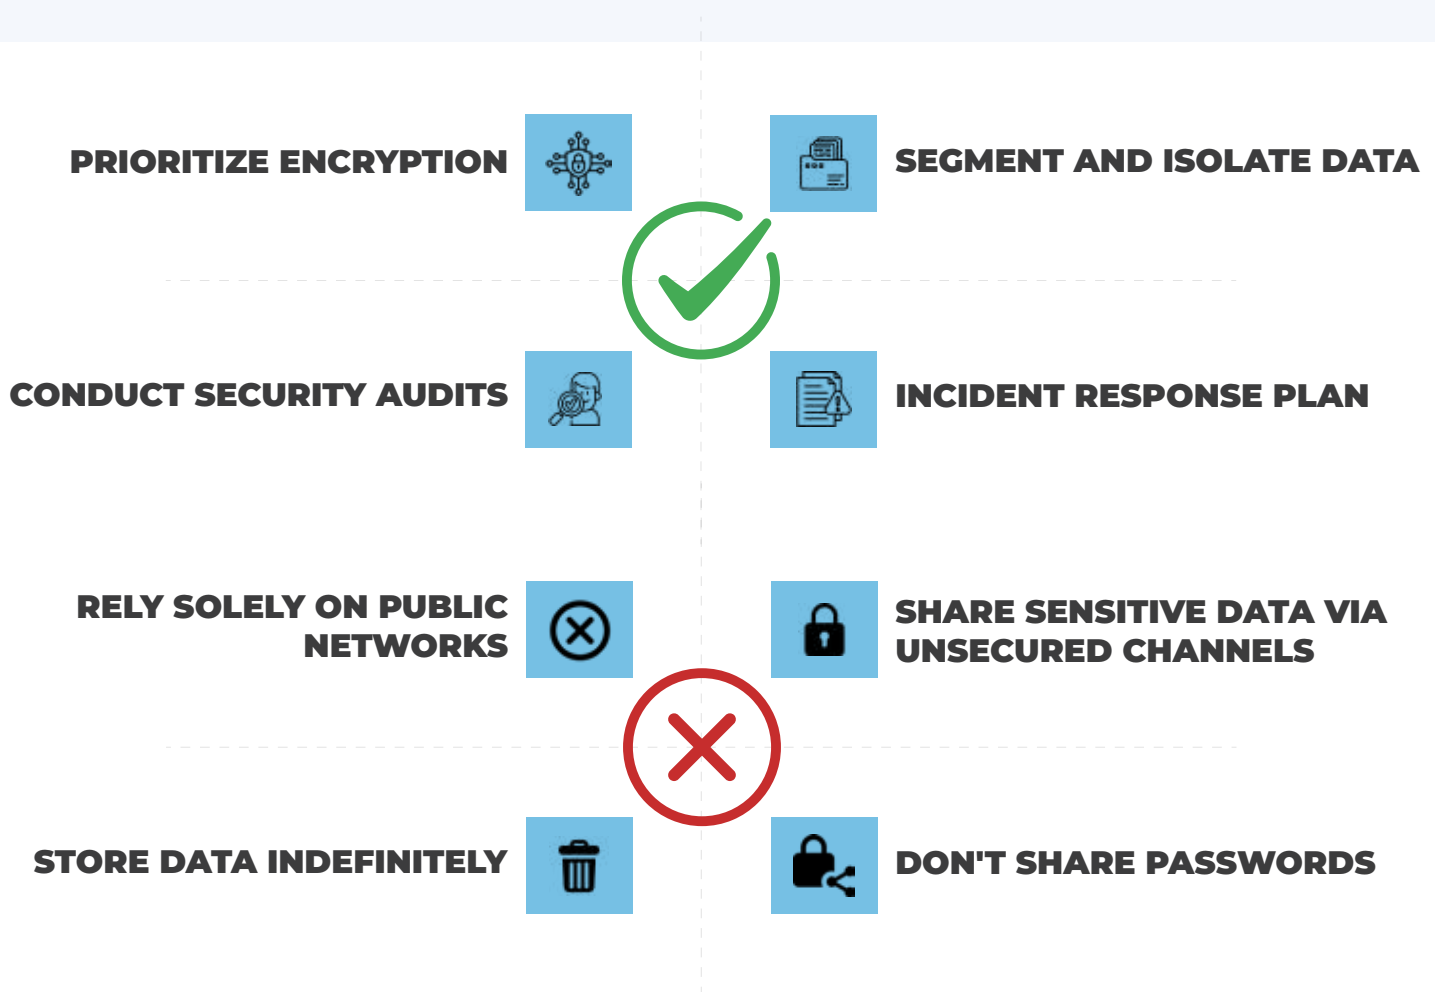 PRIORITIZE ENCRYPTION
SEGMENT AND ISOLATE DATA
CONDUCT SECURITY AUDITS
INCIDENT RESPONSE PLAN
RELY SOLELY ON PUBLIC
NETWORKS
SHARE SENSITIVE DATA VIA
UNSECURED CHANNELS
STORE DATA INDEFINITELY
DON'T SHARE PASSWORDS